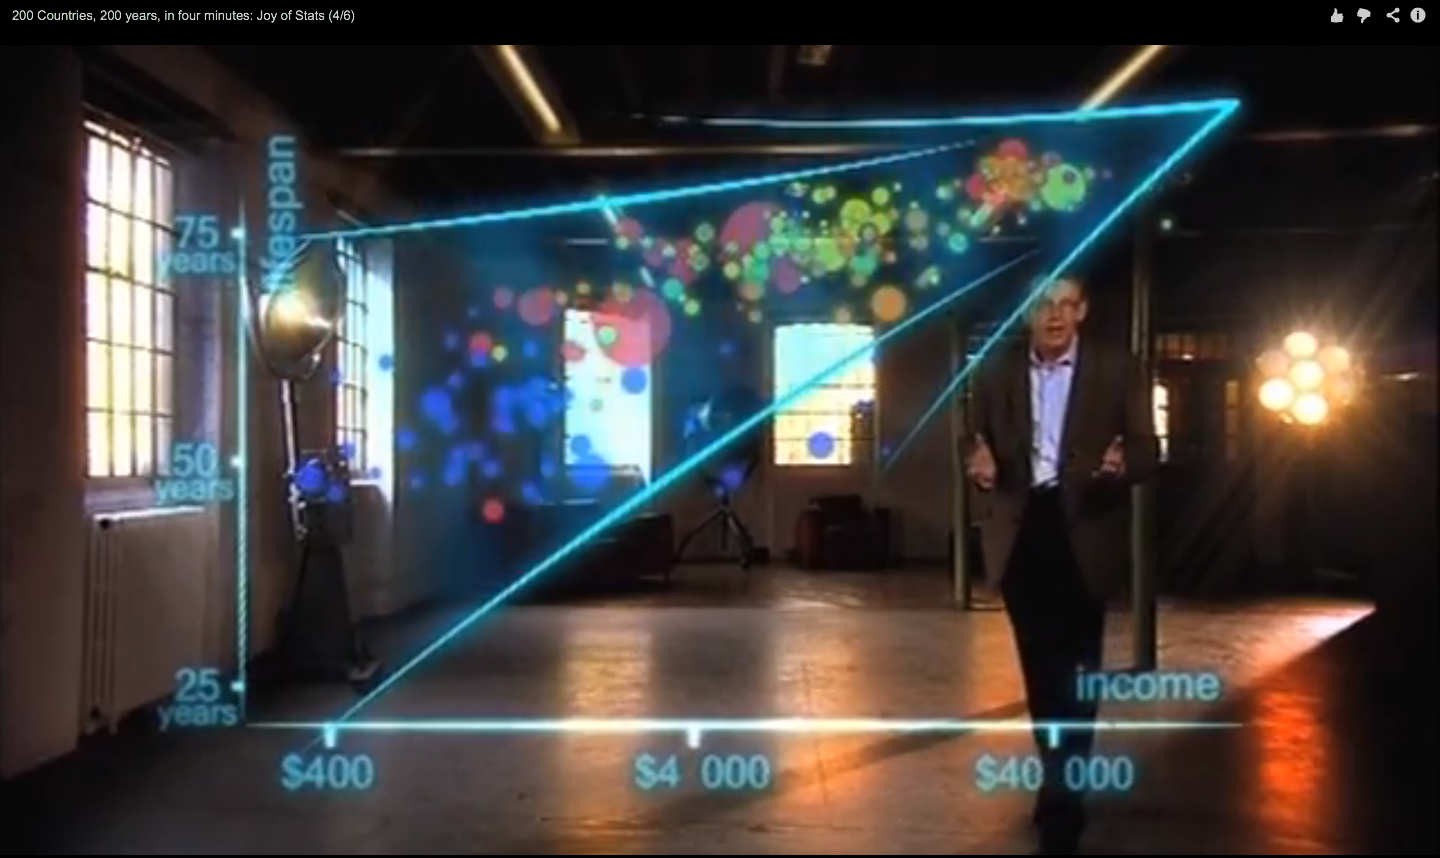 200 Countries, 200 years, in four minutes: Joy of Stats (4/6)
lifespan
75
years
50
years
25
years
income
$400
$4 000
$40 000